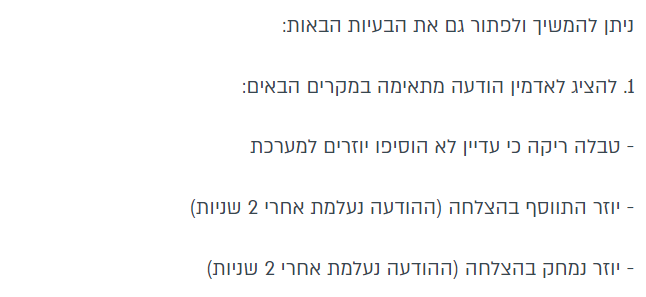 ניתן להמשיך ולפתור גם את הבעיות הבאות:
1. להציג לאדמין הודעה מתאימה במקרים הבאים:
- טבלה ריקה כי עדיין לא הוסיפו יוזרים למערכת
- יוזר התווסף בהצלחה (ההודעה נעלמת אחרי 2 שניות)
- יוזר נמחק בהצלחה (ההודעה נעלמת אחרי 2 שניות)